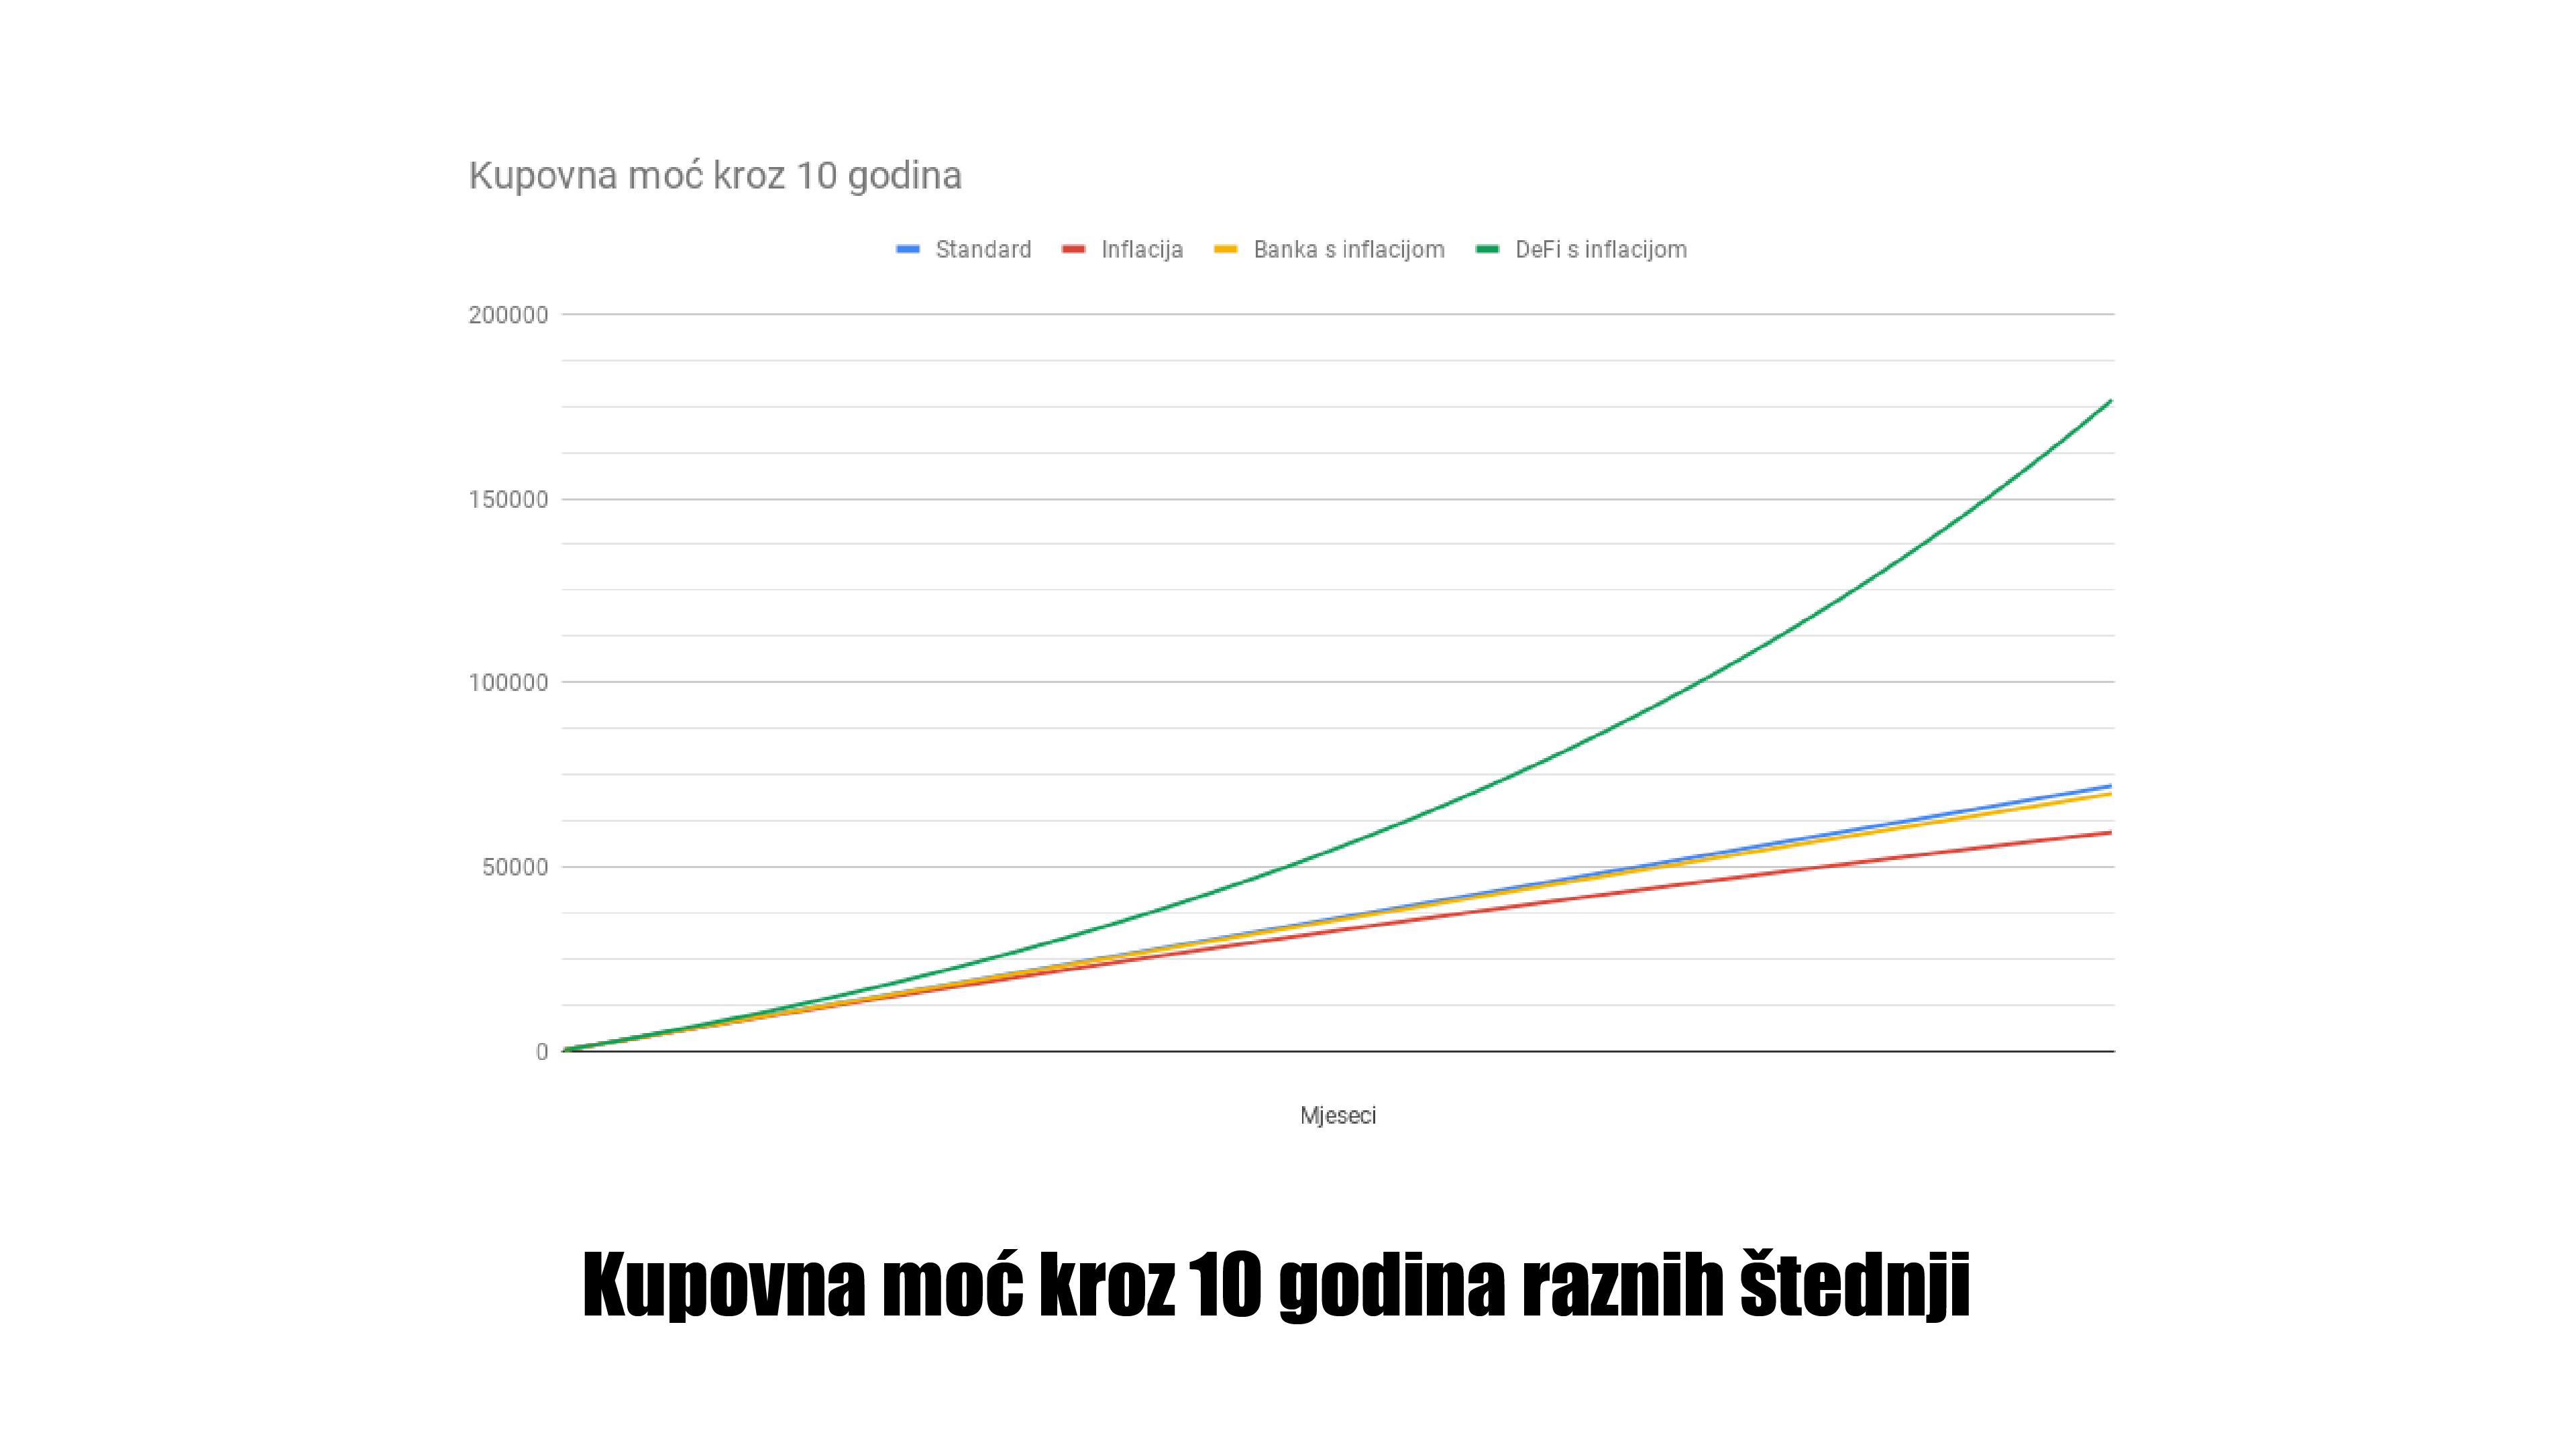 Kupovna moć kroz 10 godina
Standard Inflacija Banka s inflacijom DeFi s inflacijom
200000
150000
100000
50000
0
Mjeseci
Kupovna moć kroz 10 godina raznih štednji